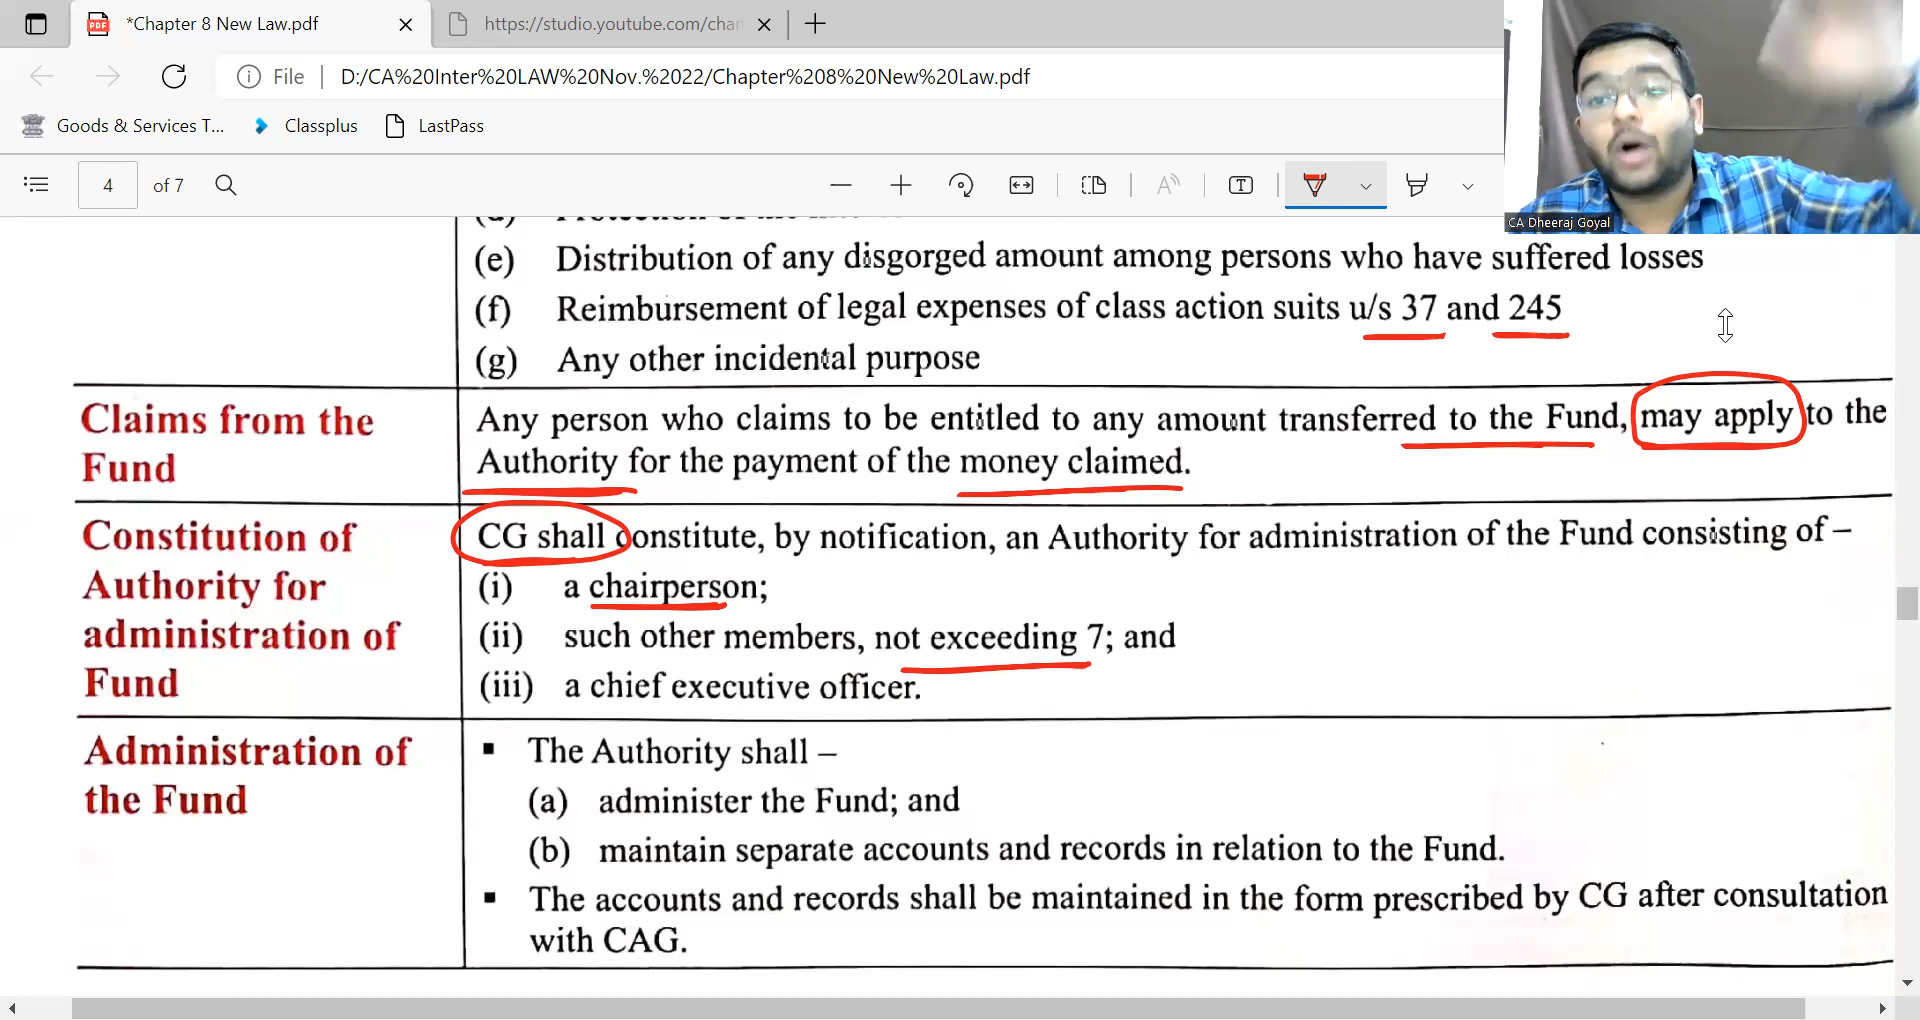 *Chapter 8 New Law.pdf
https://studio.youtube.com/char
File
D:/CA%20Inter%20LAW%20Nov.%2022/Chapter%208%20New%20Law.pdf
Goods & Services T...
Classplus
LastPass
4 of 7
CA Dheeraj Goyal
(e) Distribution of any disgorged amount among persons who have suffered losses
(f) Reimbursement of legal expenses of class action suits u/s 37 and 245
(g) Any other incidental purpose
Claims from the
Fund
Any person who claims to be entitled to any amount transferred to the Fund, may apply to the
Authority for the payment of the money claimed.
Constitution of
Authority for
administration of
Fund
CG shall constitute, by notification, an Authority for administration of the Fund consisting of –
(i) a chairperson;
(ii) such other members, not exceeding 7; and
(iii) a chief executive officer.
Administration of
the Fund
▪ The Authority shall –
(a) administer the Fund; and
(b) maintain separate accounts and records in relation to the Fund.
▪ The accounts and records shall be maintained in the form prescribed by CG after consultation
with CAG.